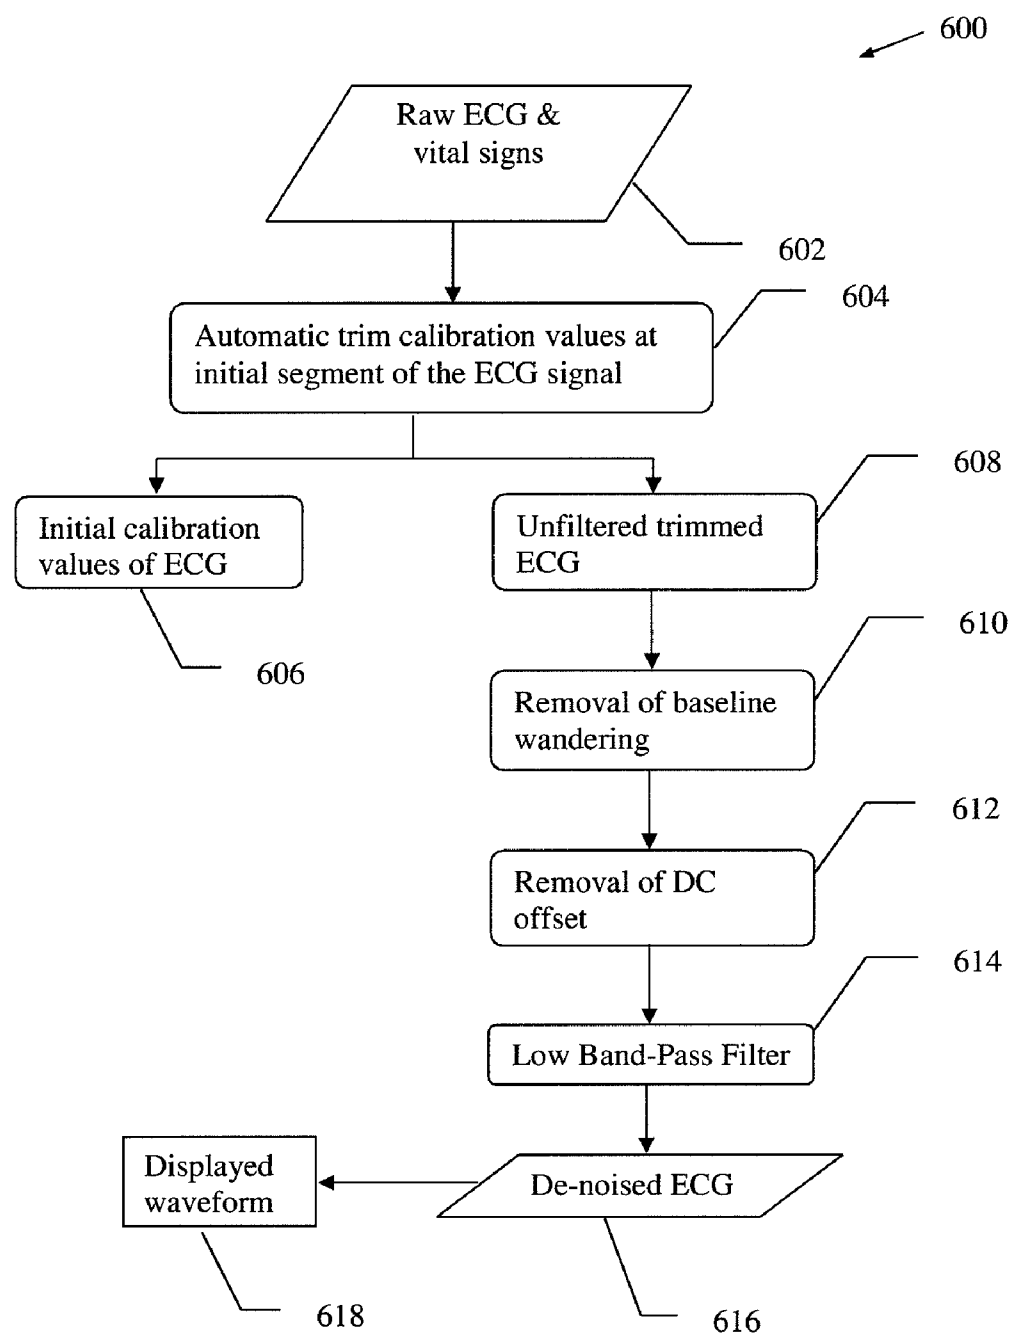 600
Raw ECG &
vital signs
602
604
Automatic trim calibration values at
initial segment of the ECG signal
608
Initial calibration
values of ECG
Unfiltered trimmed
ECG
606
610
Removal of baseline
wandering
612
Removal of DC
offset
614
Low Band-Pass Filter
Displayed
waveform
De-noised ECG
618
616